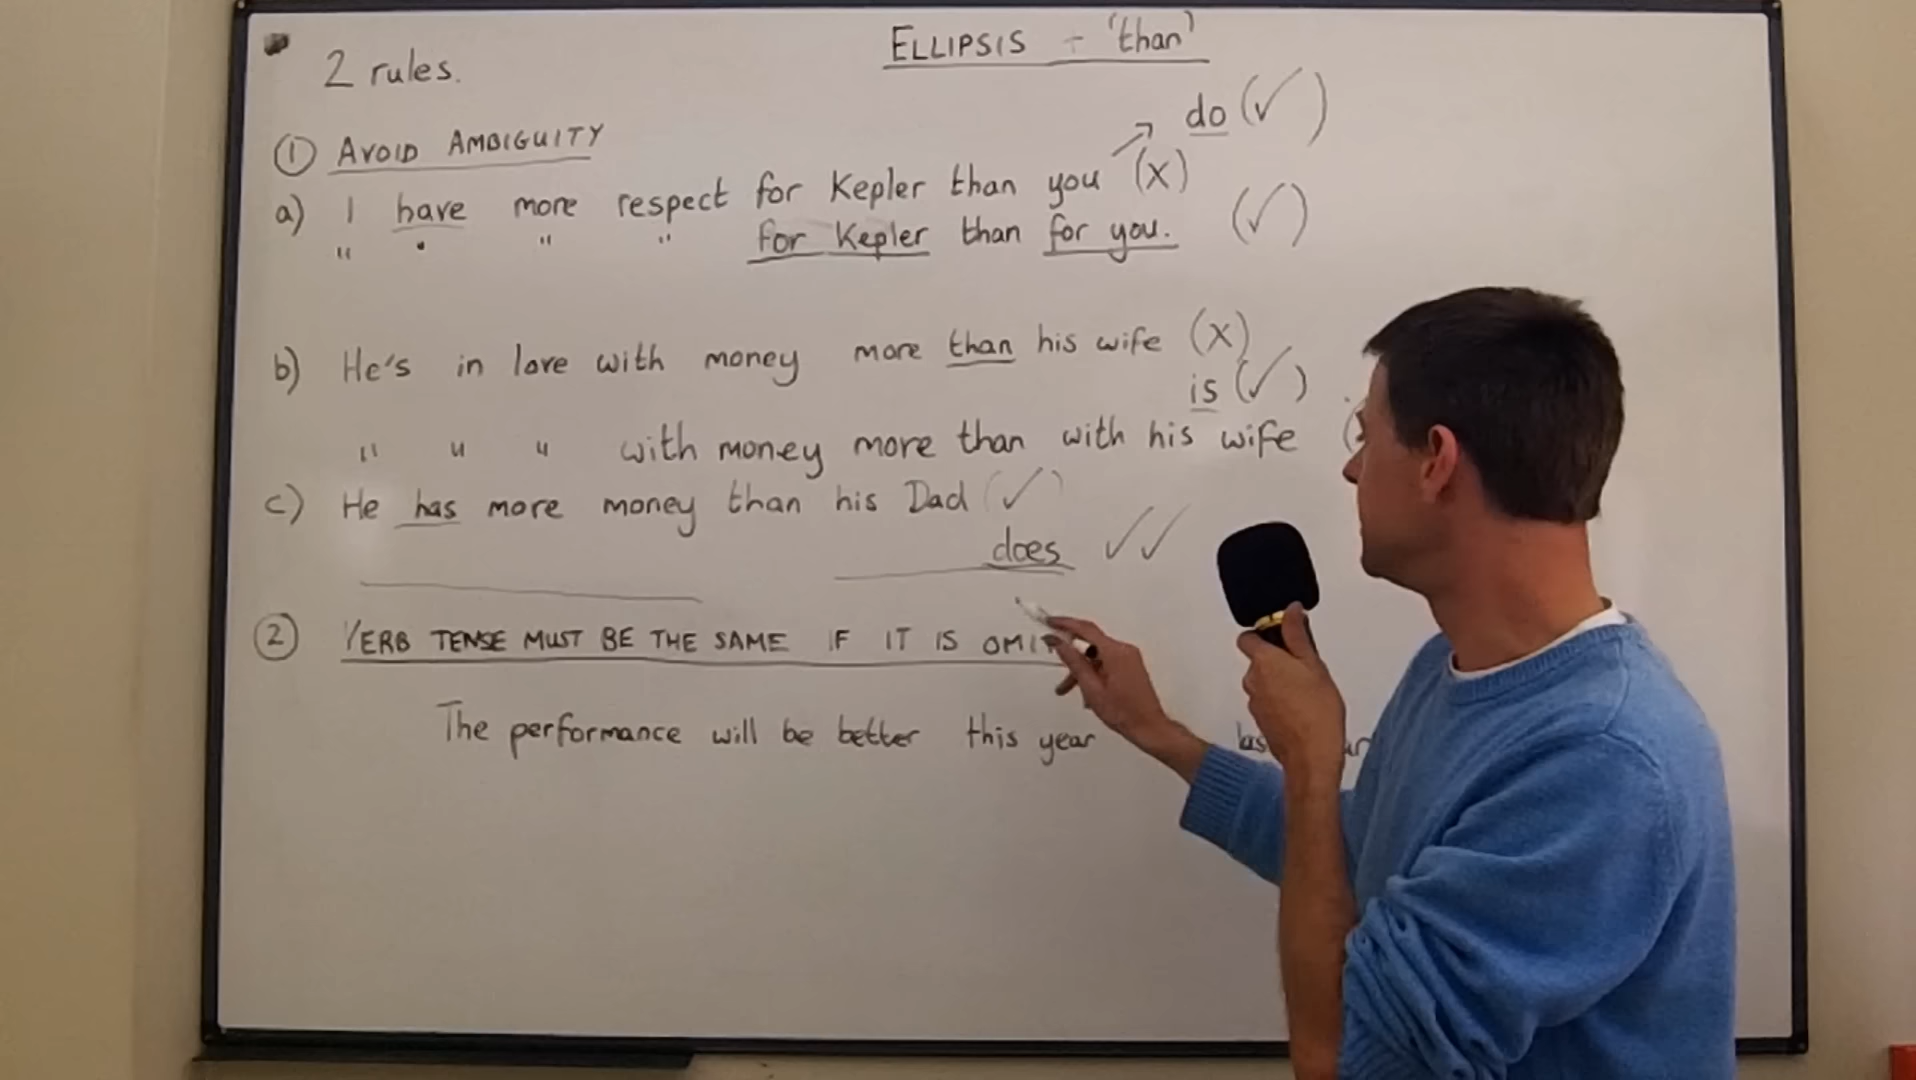 ELLIPSIS - 'than'
2 rules.
① AVOID AMBIGUITY
do (✓)
a) I have more respect for Kepler than you (x)
" " " " for Kepler than for you. (✓)
b) He's in love with money more than his wife (x)
is (✓)
" " " with money more than with his wife
c) He has more money than his Dad (✓)
does ✓✓
② VERB TENSE MUST BE THE SAME IF IT IS
The performance will be better this year